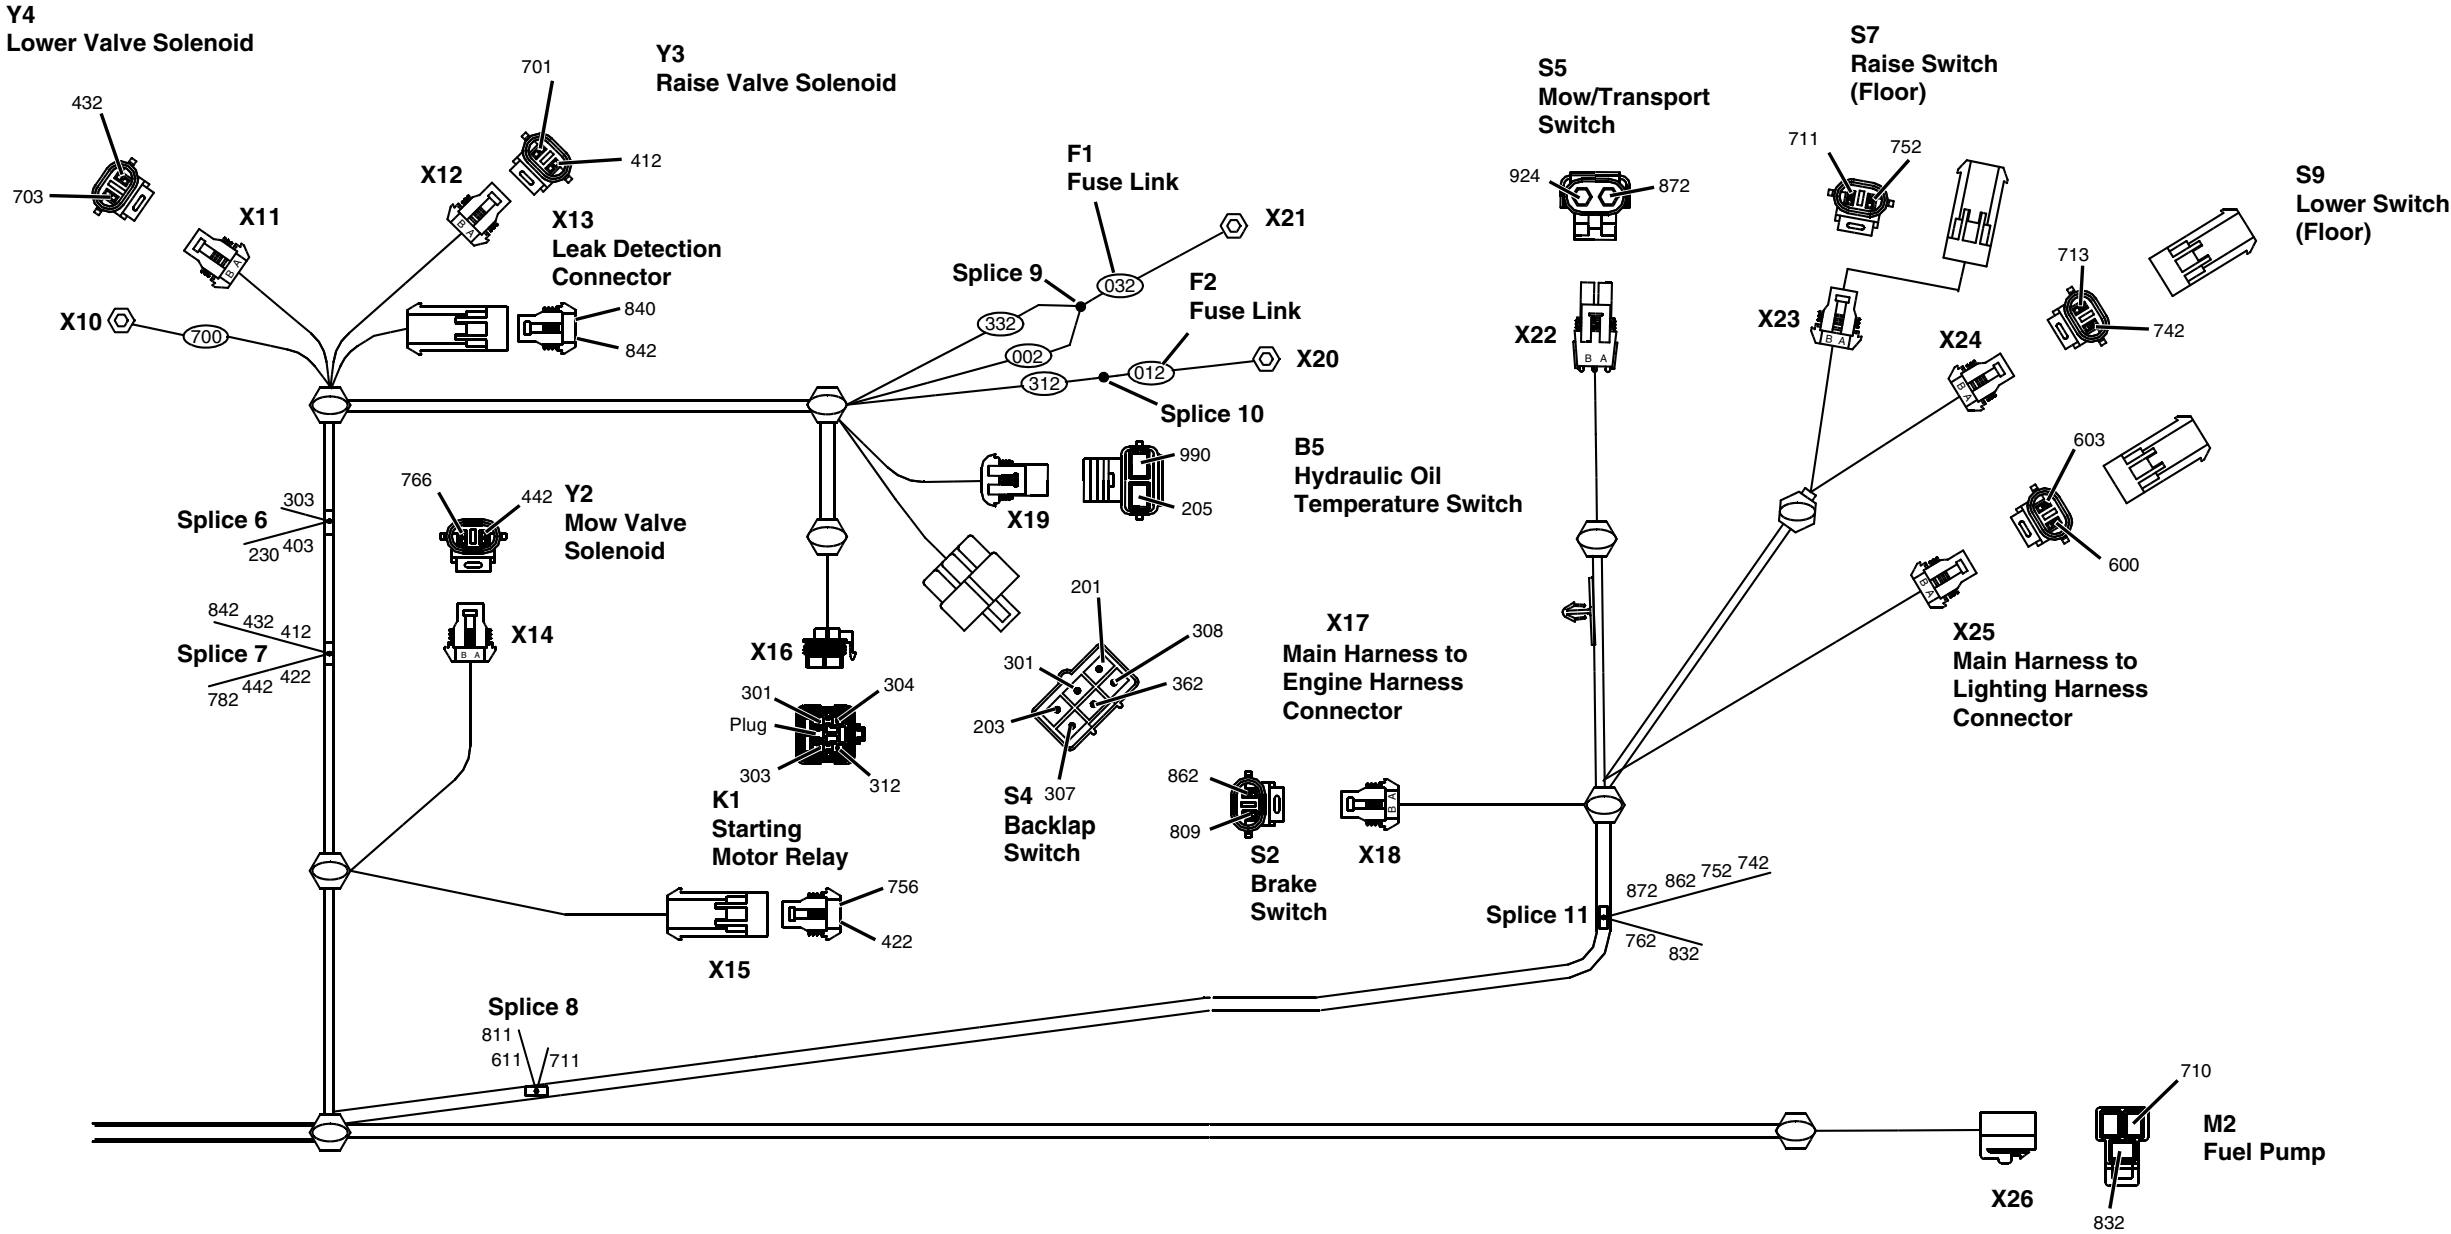 Y4
Lower Valve Solenoid
432
703
X11
X10
700
701
Y3
Raise Valve Solenoid
412
X12
B A
B A
X13
Leak Detection
Connector
840
842
F1
Fuse Link
X21
Splice 9
032
F2
Fuse Link
332
002
312
012
X20
Splice 10
S5
Mow/Transport
Switch
924
872
X22
B A
S7
Raise Switch
(Floor)
711
752
X23
B A
S9
Lower Switch
(Floor)
713
742
X24
B A
603
600
B A
X25
Main Harness to
Lighting Harness
Connector
303
Splice 6
230 403
842
432
412
Splice 7
782 442 422
766
442
Y2
Mow Valve
Solenoid
X14
B A
990
205
X19
B5
Hydraulic Oil
Temperature Switch
X16
301
304
Plug
303
312
K1
Starting
Motor Relay
201
308
301
362
203
307
S4
Backlap
Switch
X17
Main Harness to
Engine Harness
Connector
862
809
S2
Brake
Switch
B A
X18
756
422
X15
Splice 11
872 862 752 742
762
832
Splice 8
811
611
711
710
M2
Fuel Pump
X26
832